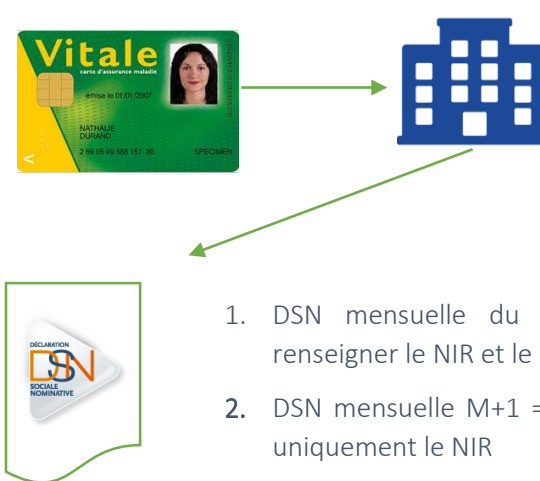 Vitale
carte d'assurance maladie
émise le 01/01/2007
NATHALIE
DURAND
2 69 05 49 588 157 80 SPECIMEN
DÉCLARATION
DSN
SOCIALE
NOMINATIVE
1. DSN mensuelle du
renseigner le NIR et le
2. DSN mensuelle M+1 =
uniquement le NIR